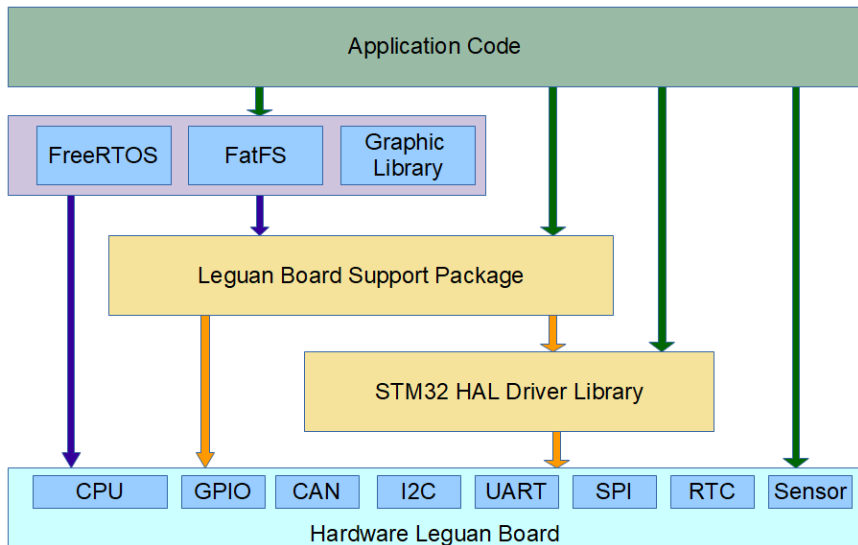 Application Code
FreeRTOS
FatFS
Graphic
Library
Leguan Board Support Package
STM32 HAL Driver Library
CPU
GPIO
CAN
I2C
UART
SPI
RTC
Sensor
Hardware Leguan Board